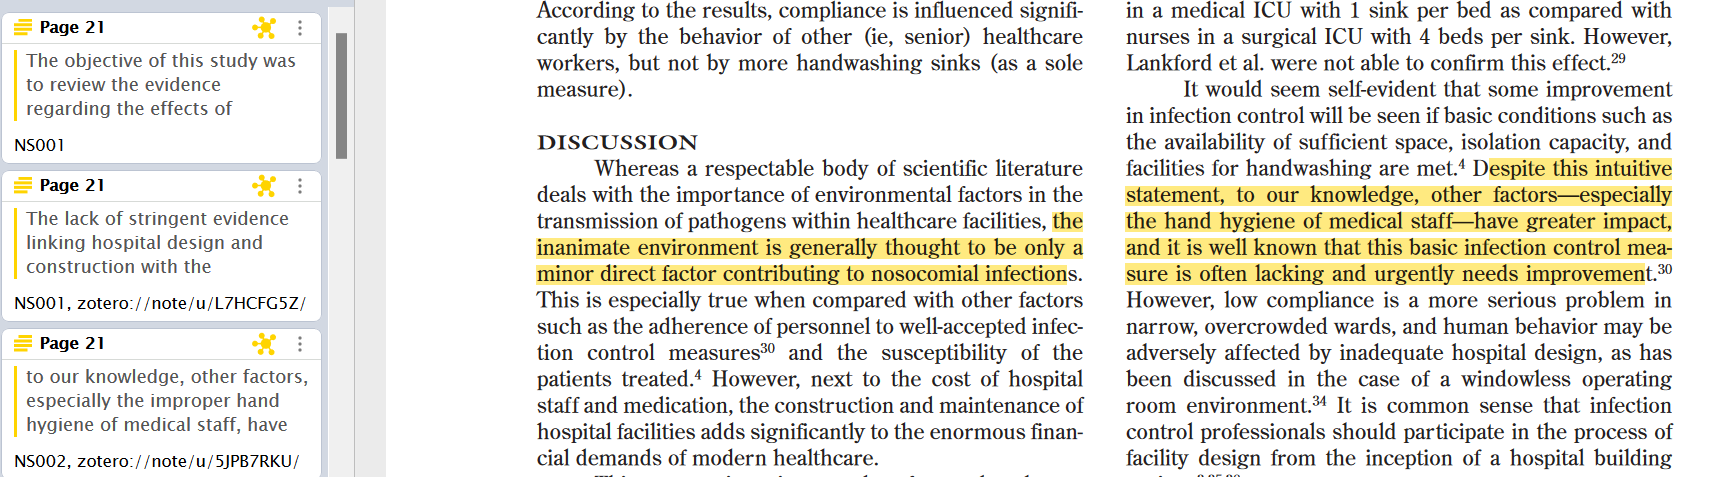 Page 21
The objective of this study was
to review the evidence
regarding the effects of
NS001
Page 21
The lack of stringent evidence
linking hospital design and
construction with the
NS001, zotero://note/u/L7HCFG5Z/
Page 21
to our knowledge, other factors,
especially the improper hand
hygiene of medical staff, have
NS002, zotero://note/u/5JPB7RKU/
According to the results, compliance is influenced signifi-
cantly by the behavior of other (ie, senior) healthcare
workers, but not by more handwashing sinks (as a sole
measure).
DISCUSSION
Whereas a respectable body of scientific literature
deals with the importance of environmental factors in the
transmission of pathogens within healthcare facilities, the
inanimate environment is generally thought to be only a
minor direct factor contributing to nosocomial infections.
This is especially true when compared with other factors
such as the adherence of personnel to well-accepted infec-
tion control measures30 and the susceptibility of the
patients treated.4 However, next to the cost of hospital
staff and medication, the construction and maintenance of
hospital facilities adds significantly to the enormous finan-
cial demands of modern healthcare.
in a medical ICU with 1 sink per bed as compared with
nurses in a surgical ICU with 4 beds per sink. However,
Lankford et al. were not able to confirm this effect.29
It would seem self-evident that some improvement
in infection control will be seen if basic conditions such as
the availability of sufficient space, isolation capacity, and
facilities for handwashing are met.4 Despite this intuitive
statement, to our knowledge, other factors—especially
the hand hygiene of medical staff—have greater impact,
and it is well known that this basic infection control mea-
sure is often lacking and urgently needs improvement.30
However, low compliance is a more serious problem in
narrow, overcrowded wards, and human behavior may be
adversely affected by inadequate hospital design, as has
been discussed in the case of a windowless operating
room environment.34 It is common sense that infection
control professionals should participate in the process of
facility design from the inception of a hospital building